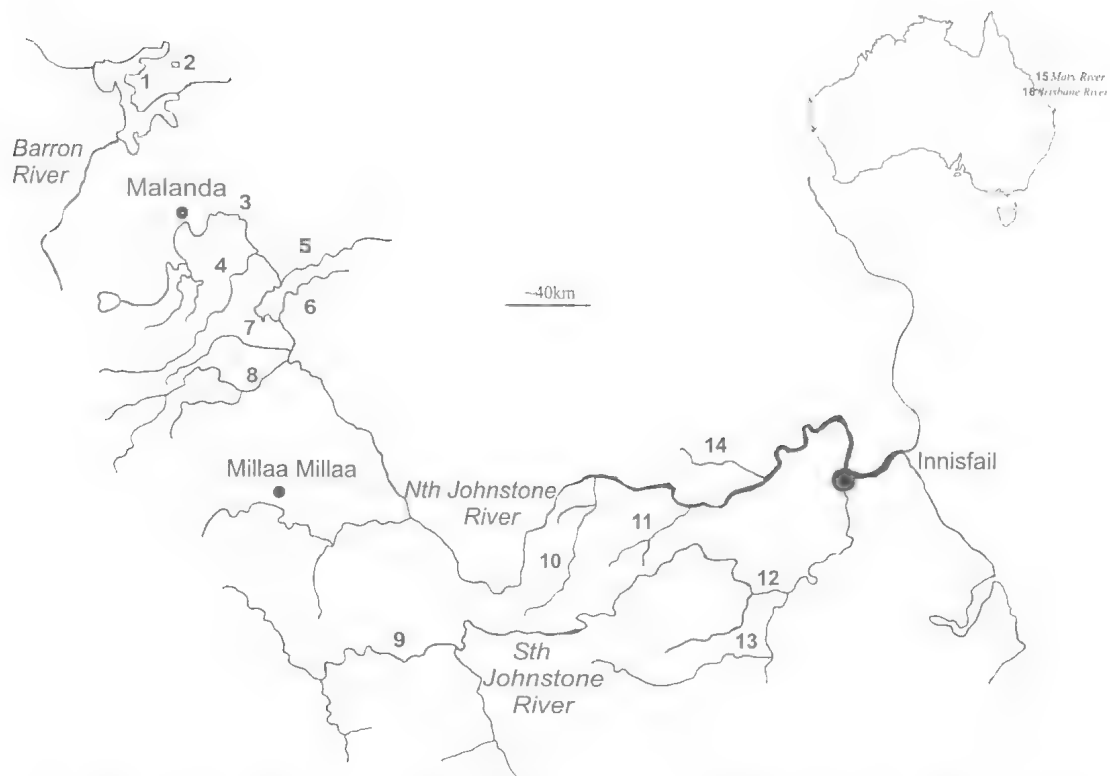 2
1
15 Mary River
16 Brisbane River
Barron
River
Malanda
3
5
4
6
~40km
7
8
14
Millaa Millaa
Innisfail
Nth Johnstone
River
11
10
12
9
13
Sth
Johnstone
River